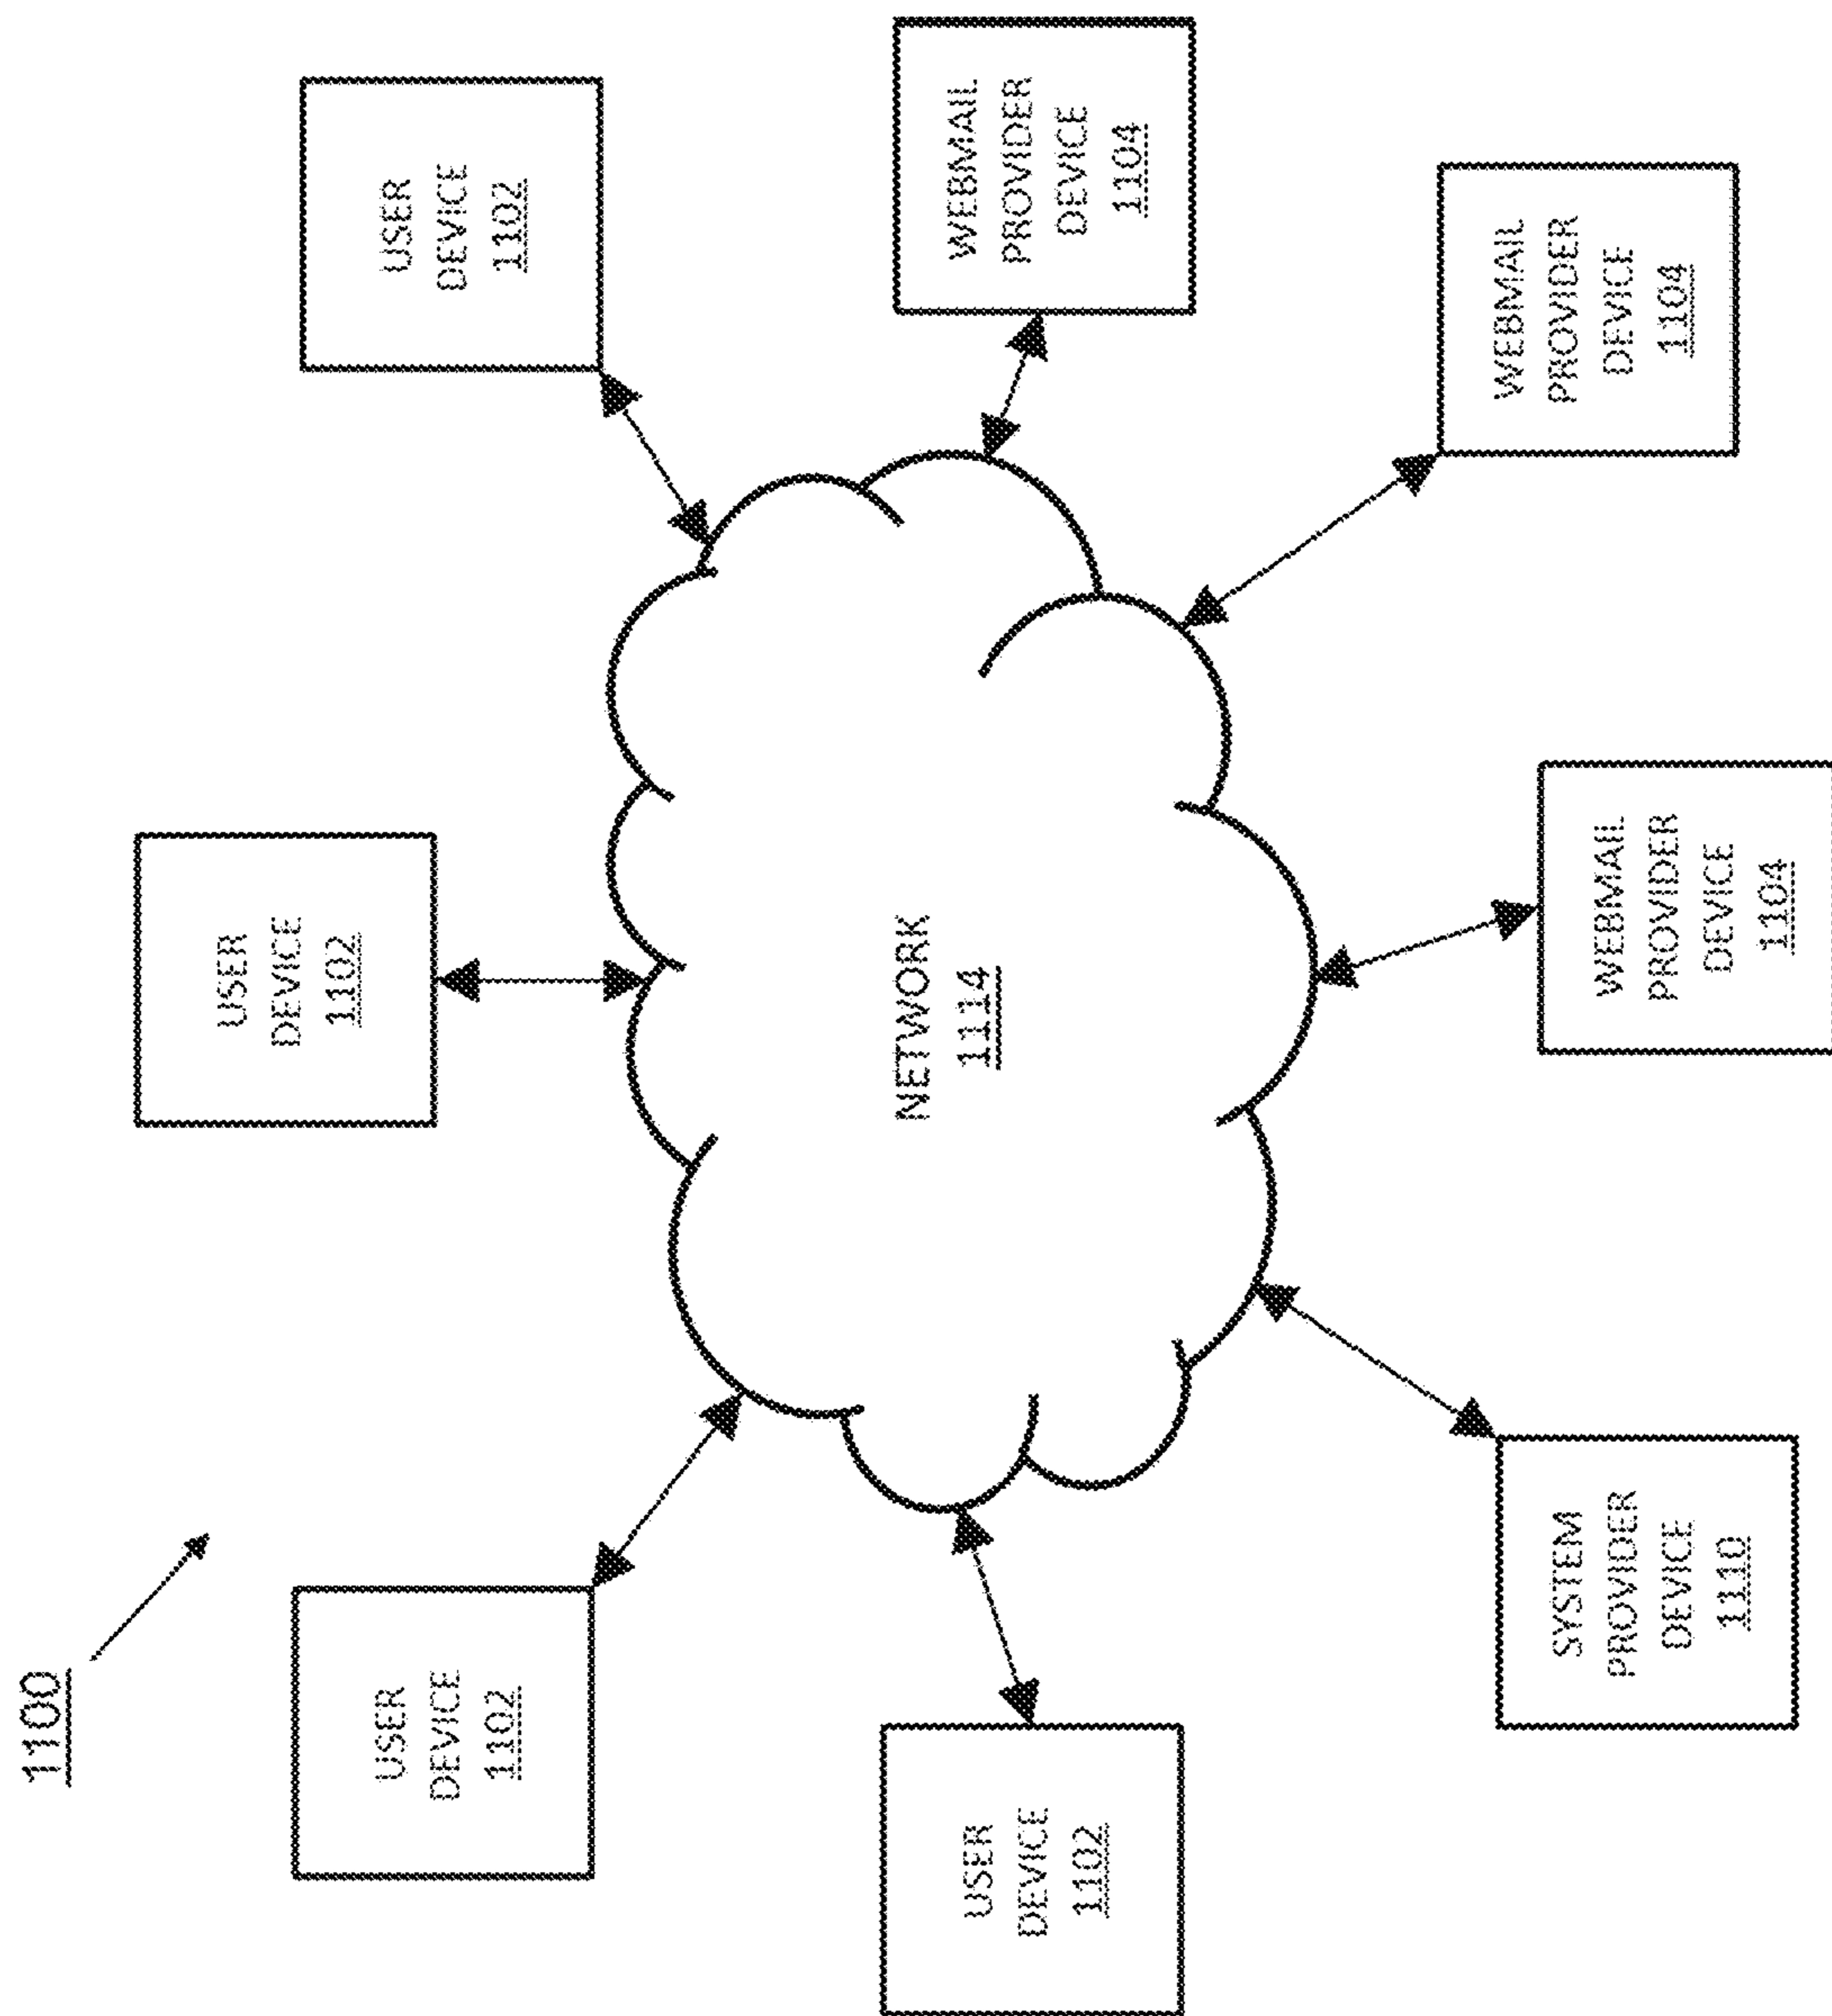 1100
USER
DEVICE
1102
USER
DEVICE
1102
USER
DEVICE
1102
USER
DEVICE
1102
NETWORK
1114
WEBMAIL
PROVIDER
DEVICE
1104
WEBMAIL
PROVIDER
DEVICE
1104
WEBMAIL
PROVIDER
DEVICE
1104
SYSTEM
PROVIDER
DEVICE
1110